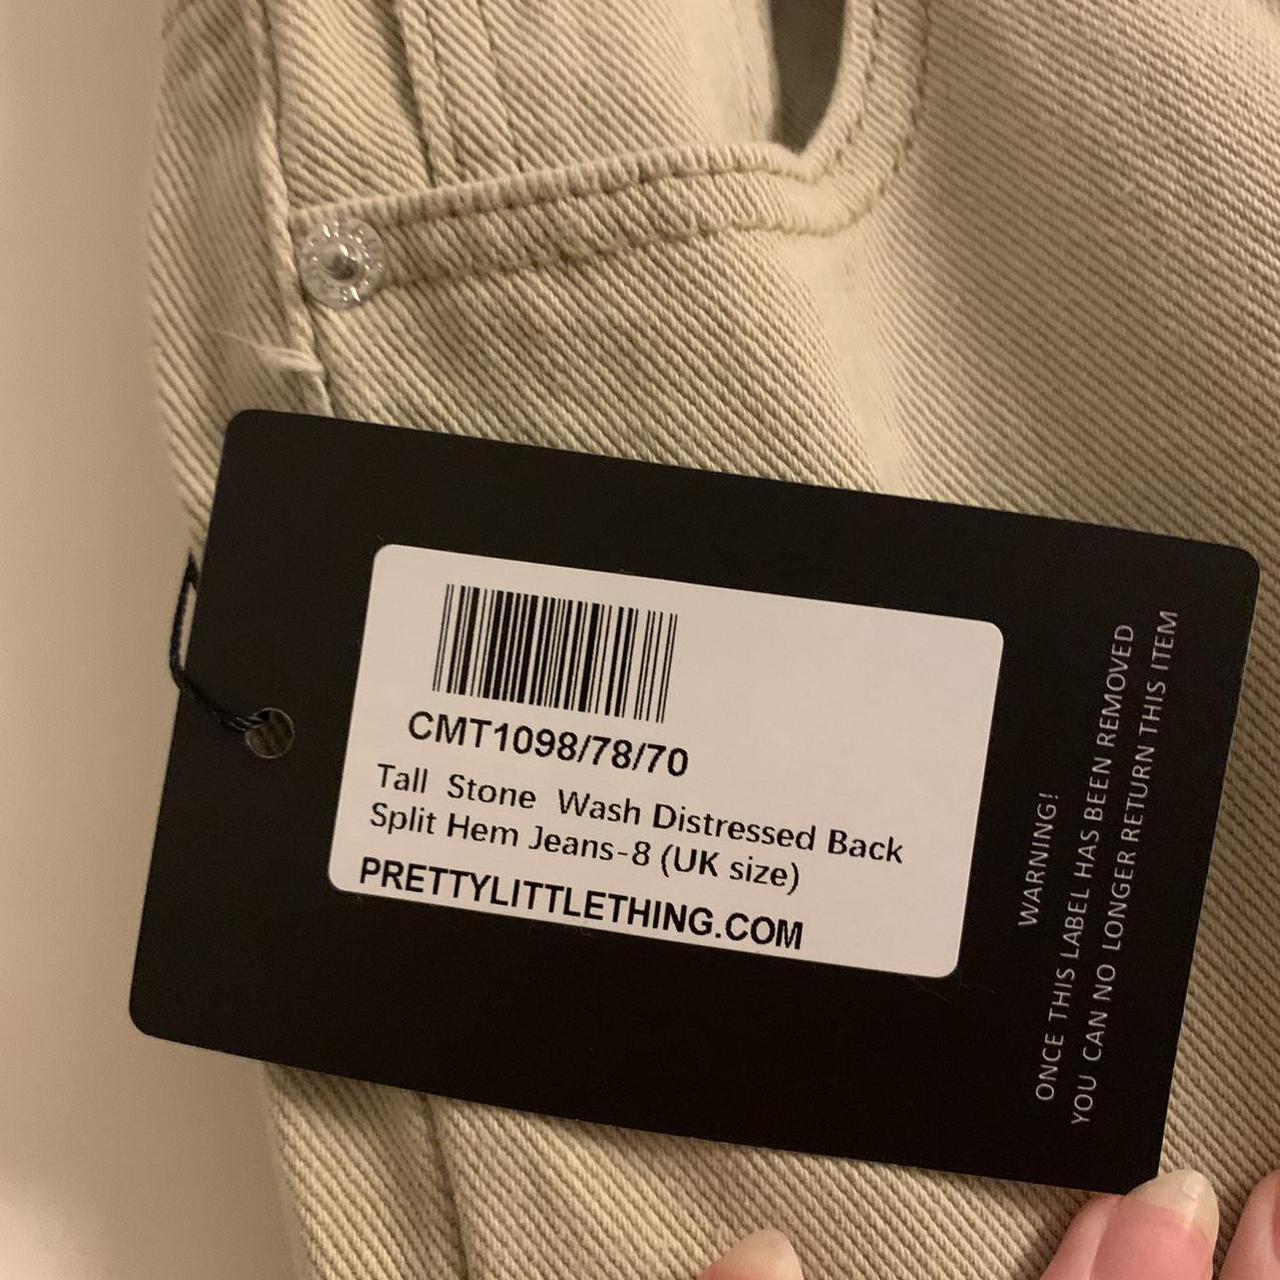 CMT1098/78/70
Tall Stone Wash Distressed Back
Split Hem Jeans-8 (UK size)
PRETTYLITTLETHING.COM
WARNING!
ONCE THIS LABEL HAS BEEN REMOVED
YOU CAN NO LONGER RETURN THIS ITEM